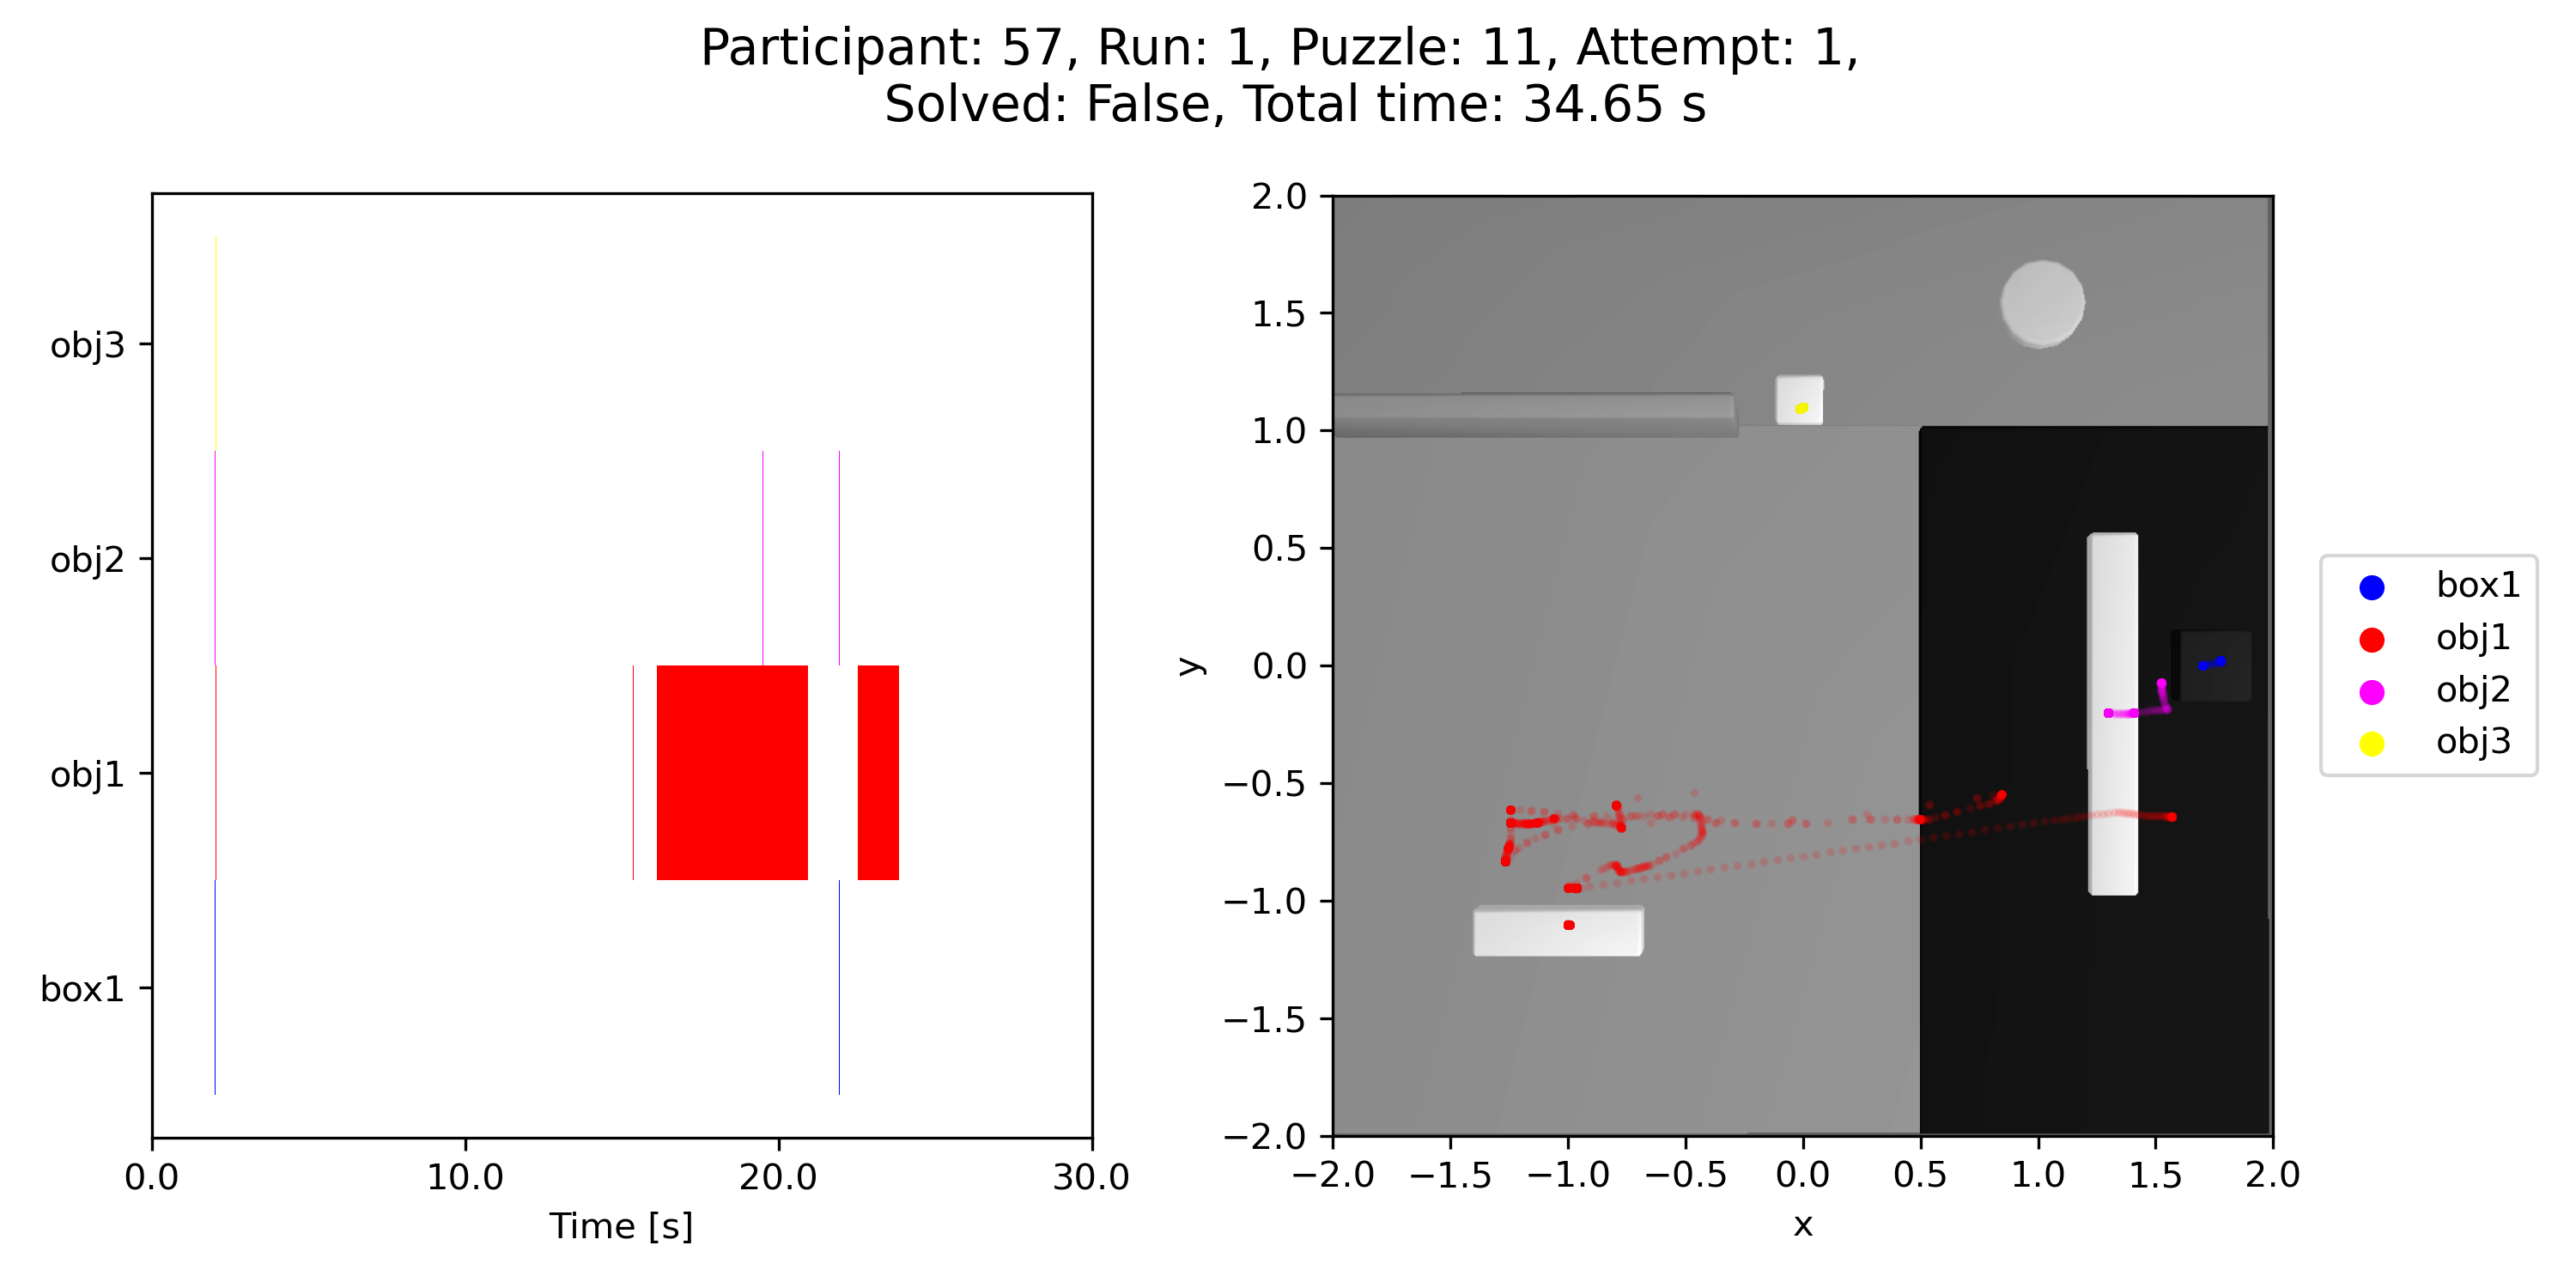 Participant: 57, Run: 1, Puzzle: 11, Attempt: 1,
Solved: False, Total time: 34.65 s
obj3
obj2
obj1
box1
0.0 10.0 20.0 30.0
Time [s]
2.0
1.5
1.0
0.5
0.0
−0.5
−1.0
−1.5
−2.0
y
−2.0 −1.5 −1.0 −0.5 0.0 0.5 1.0 1.5 2.0
x
box1
obj1
obj2
obj3